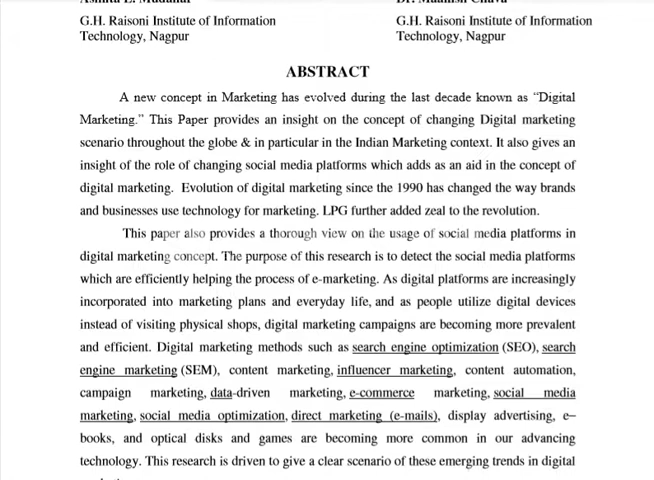 G.H. Raisoni Institute of Information G.H. Raisoni Institute of Information
Technology, Nagpur Technology, Nagpur
ABSTRACT
A new concept in Marketing has evolved during the last decade known as “Digital
Marketing.” This Paper provides an insight on the concept of changing Digital marketing
scenario throughout the globe & in particular in the Indian Marketing context. It also gives an
insight of the role of changing social media platforms which adds as an aid in the concept of
digital marketing. Evolution of digital marketing since the 1990 has changed the way brands
and businesses use technology for marketing. LPG further added zeal to the revolution.
This paper also provides a thorough view on the usage of social media platforms in
digital marketing concept. The purpose of this research is to detect the social media platforms
which are efficiently helping the process of e-marketing. As digital platforms are increasingly
incorporated into marketing plans and everyday life, and as people utilize digital devices
instead of visiting physical shops, digital marketing campaigns are becoming more prevalent
and efficient. Digital marketing methods such as search engine optimization (SEO), search
engine marketing (SEM), content marketing, influencer marketing, content automation,
campaign marketing, data-driven marketing, e-commerce marketing, social media
marketing, social media optimization, direct marketing (e-mails), display advertising, e–
books, and optical disks and games are becoming more common in our advancing
technology. This research is driven to give a clear scenario of these emerging trends in digital